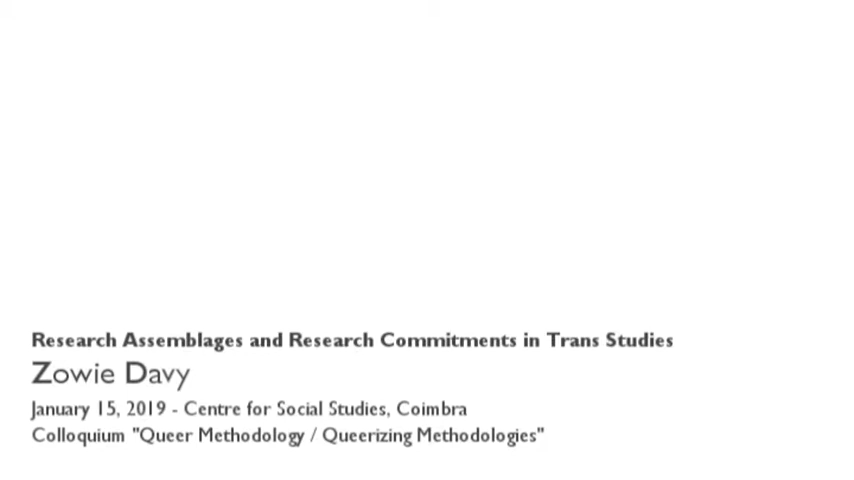 Research Assemblages and Research Commitments in Trans Studies
Zowie Davy
January 15, 2019 - Centre for Social Studies, Coimbra
Colloquium "Queer Methodology / Queerizing Methodologies"